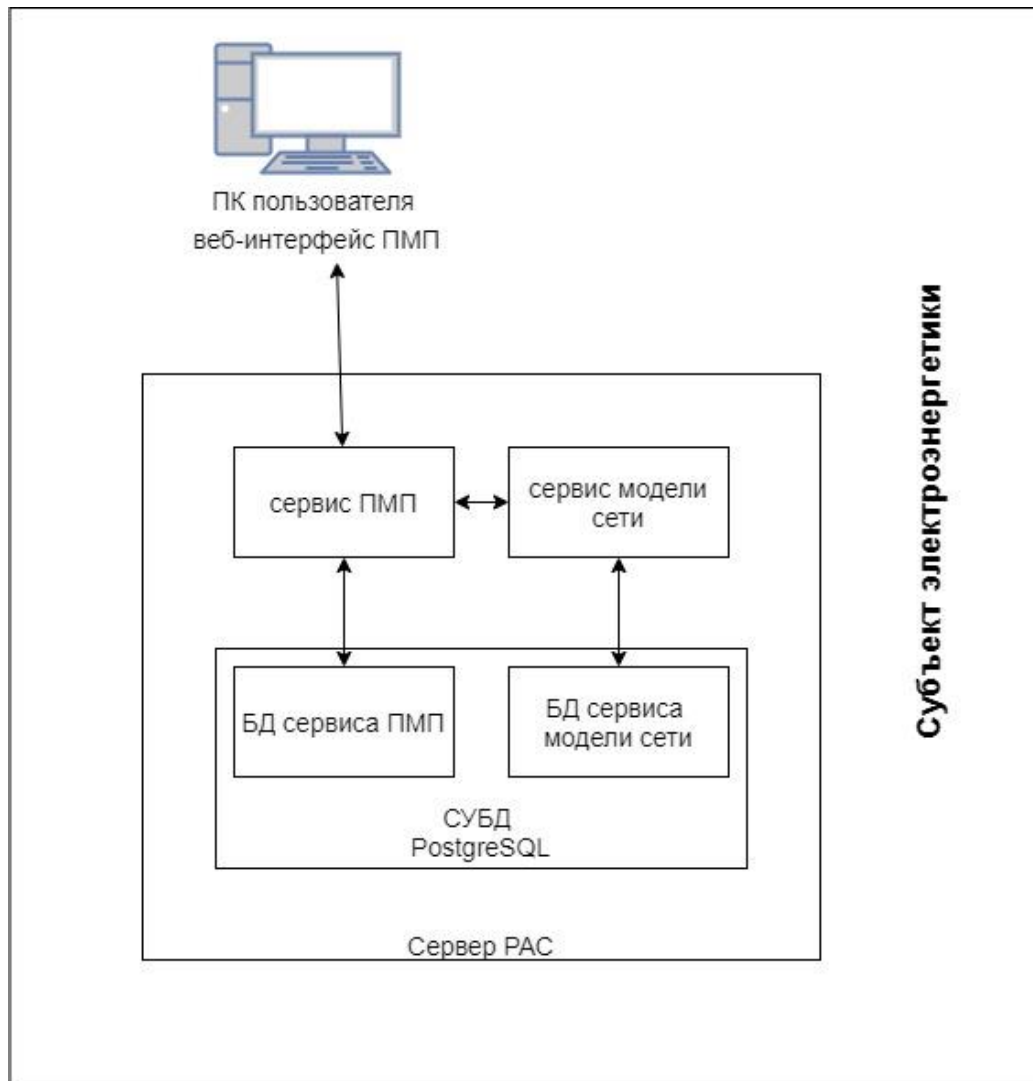 ПК пользователя
веб-интерфейс ПМП
сервис ПМП
сервис модели
сети
БД сервиса ПМП
БД сервиса
модели сети
СУБД
PostgreSQL
Сервер РАС
Субъект электроэнергетики